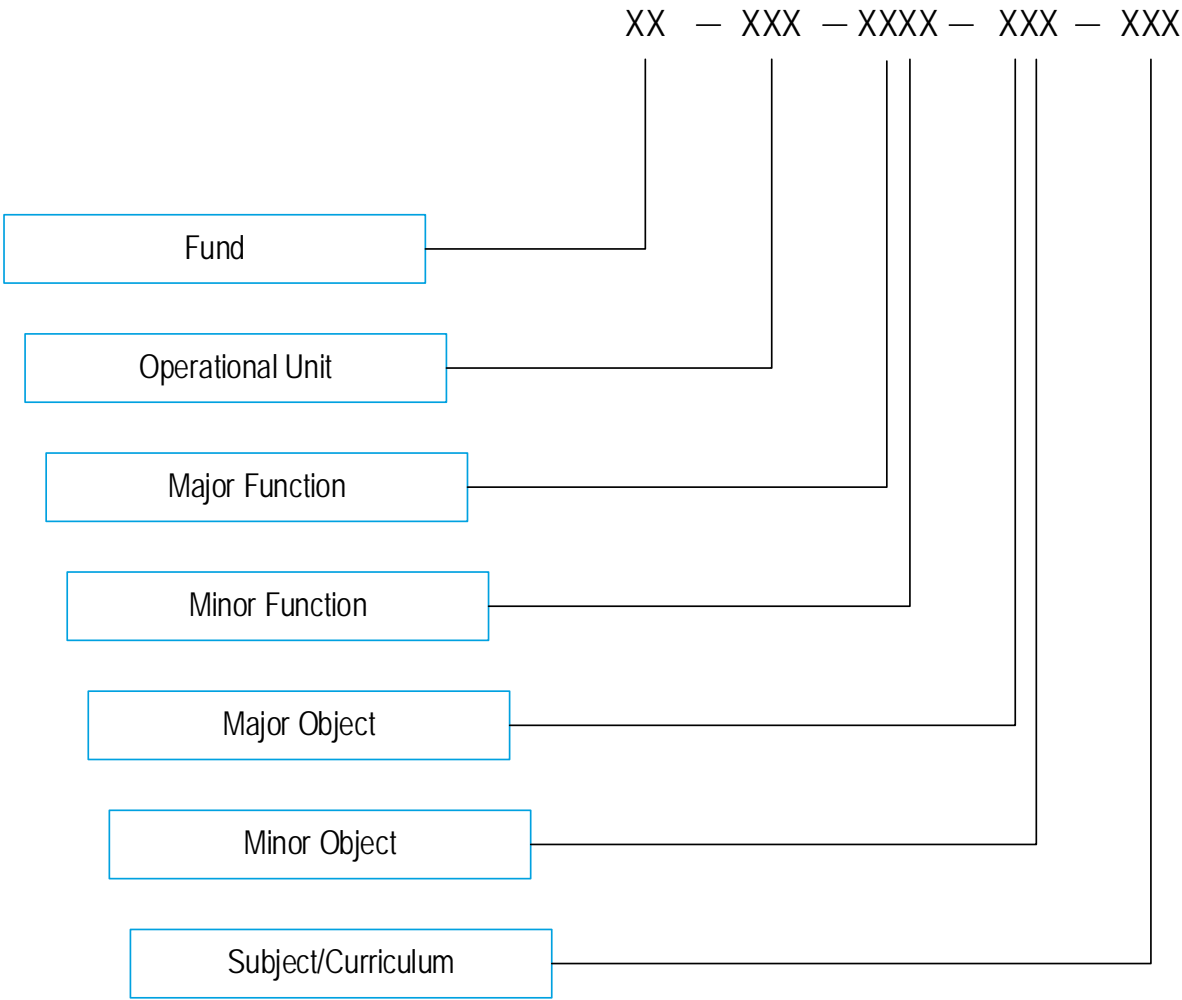 XX — XXX — XXXX — XXX — XXX
Fund
Operational Unit
Major Function
Minor Function
Major Object
Minor Object
Subject/Curriculum